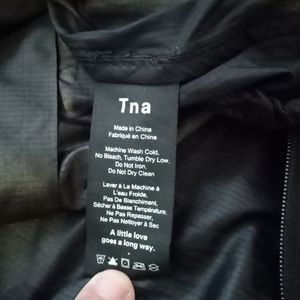 Tna
Made in China
Fabriqué en Chine
Machine Wash Cold,
No Bleach, Tumble Dry Low,
Do Not Iron,
Do Not Dry Clean
Laver À La Machine à
L'eau Froide,
Pas De Blanchiment,
Sécher à Basse Température,
Ne Pas Repasser,
Ne Pas Nettoyer à Sec
A little love
goes a long way.